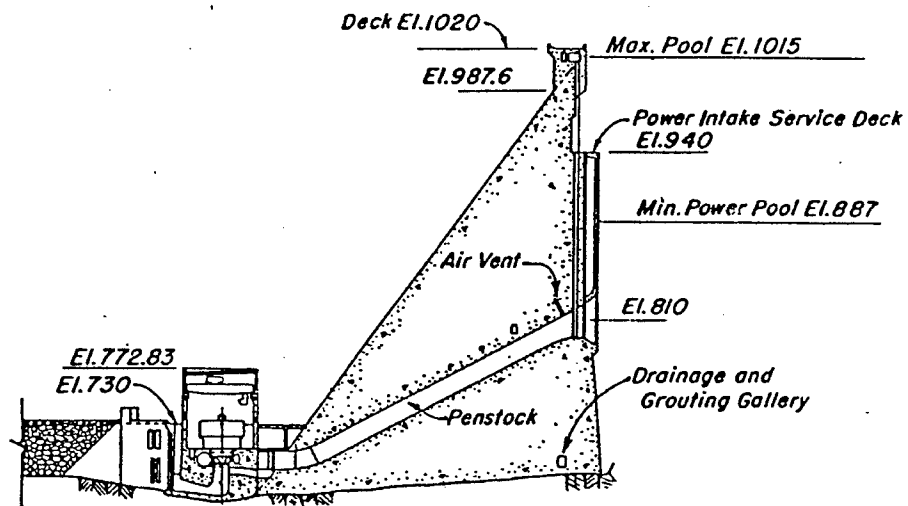 Deck El.1020
Max. Pool El.1015
El.987.6
Power Intake Service Deck
El.940
Min. Power Pool El.887
Air Vent
El.810
El.772.83
El.730
Drainage and
Grouting Gallery
Penstock